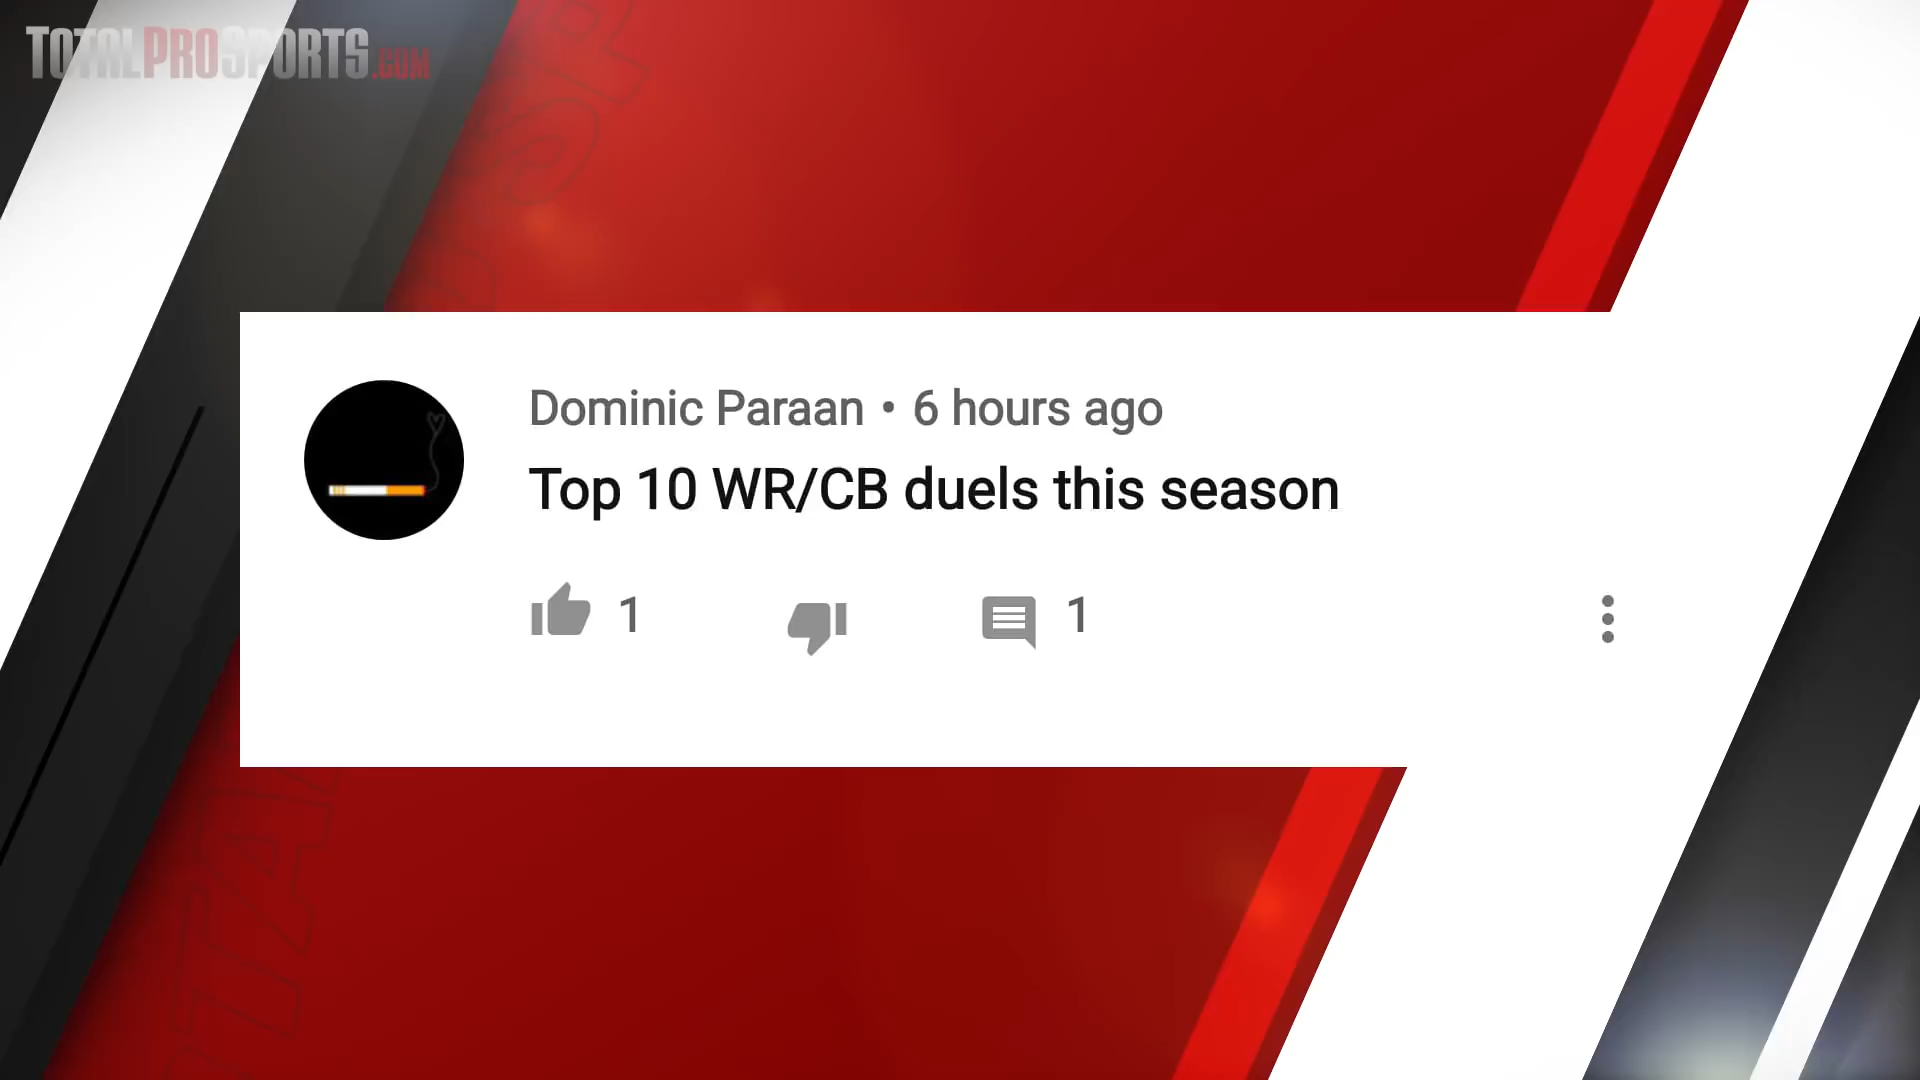 TOTALPROSPORTS.COM
Dominic Paraan • 6 hours ago
Top 10 WR/CB duels this season
1 1